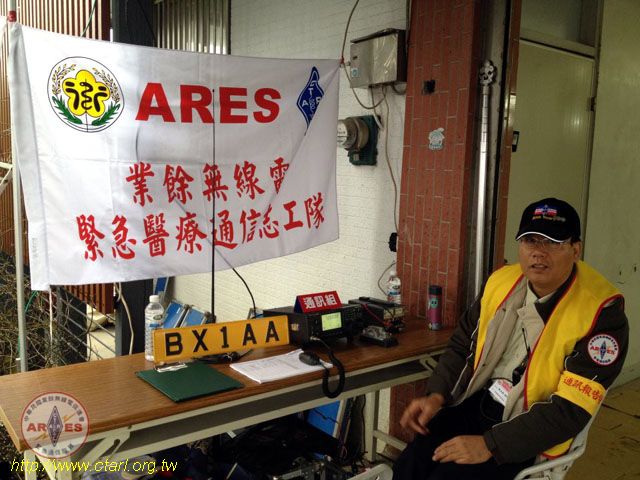 ARES
業餘無線電
緊急醫療通信志工隊
通訊組
BX1AA
通訊報告
ARES
http://www.ctarl.org.tw